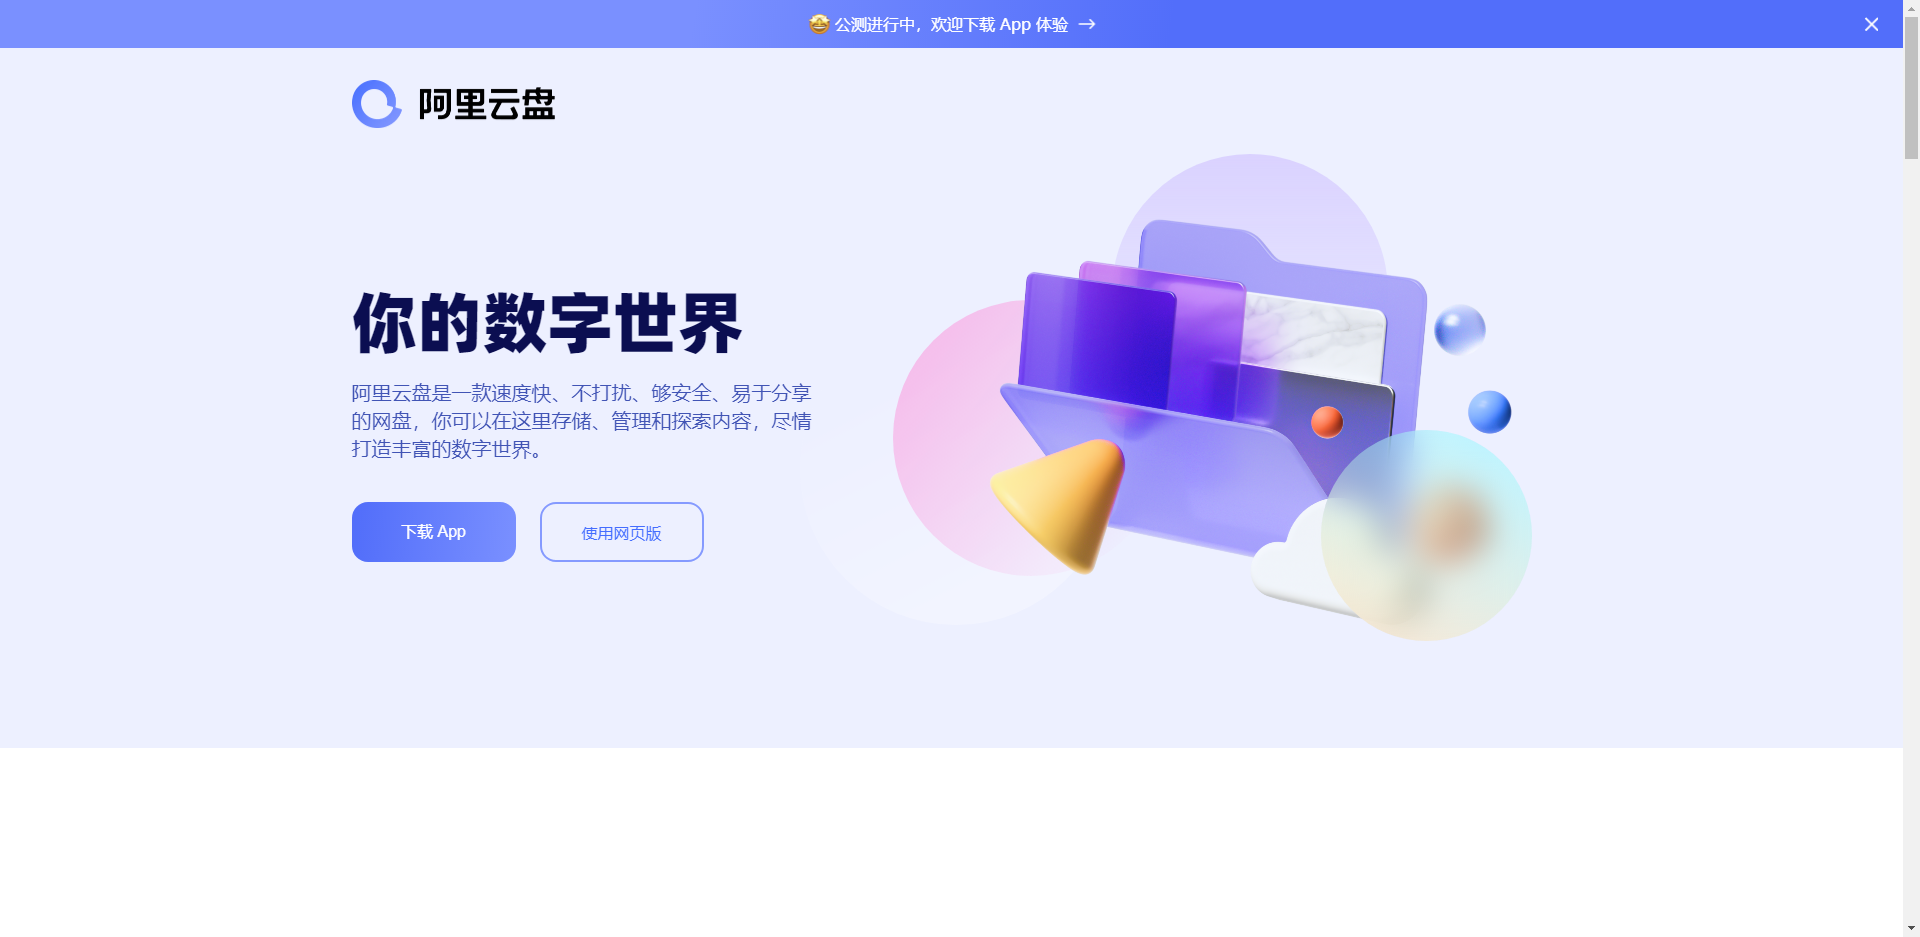 🤩 公测进行中，欢迎下载 App 体验 →
阿里云盘
你的数字世界
阿里云盘是一款速度快、不打扰、够安全、易于分享
的网盘，你可以在这里存储、管理和探索内容，尽情
打造丰富的数字世界。
下载 App
使用网页版